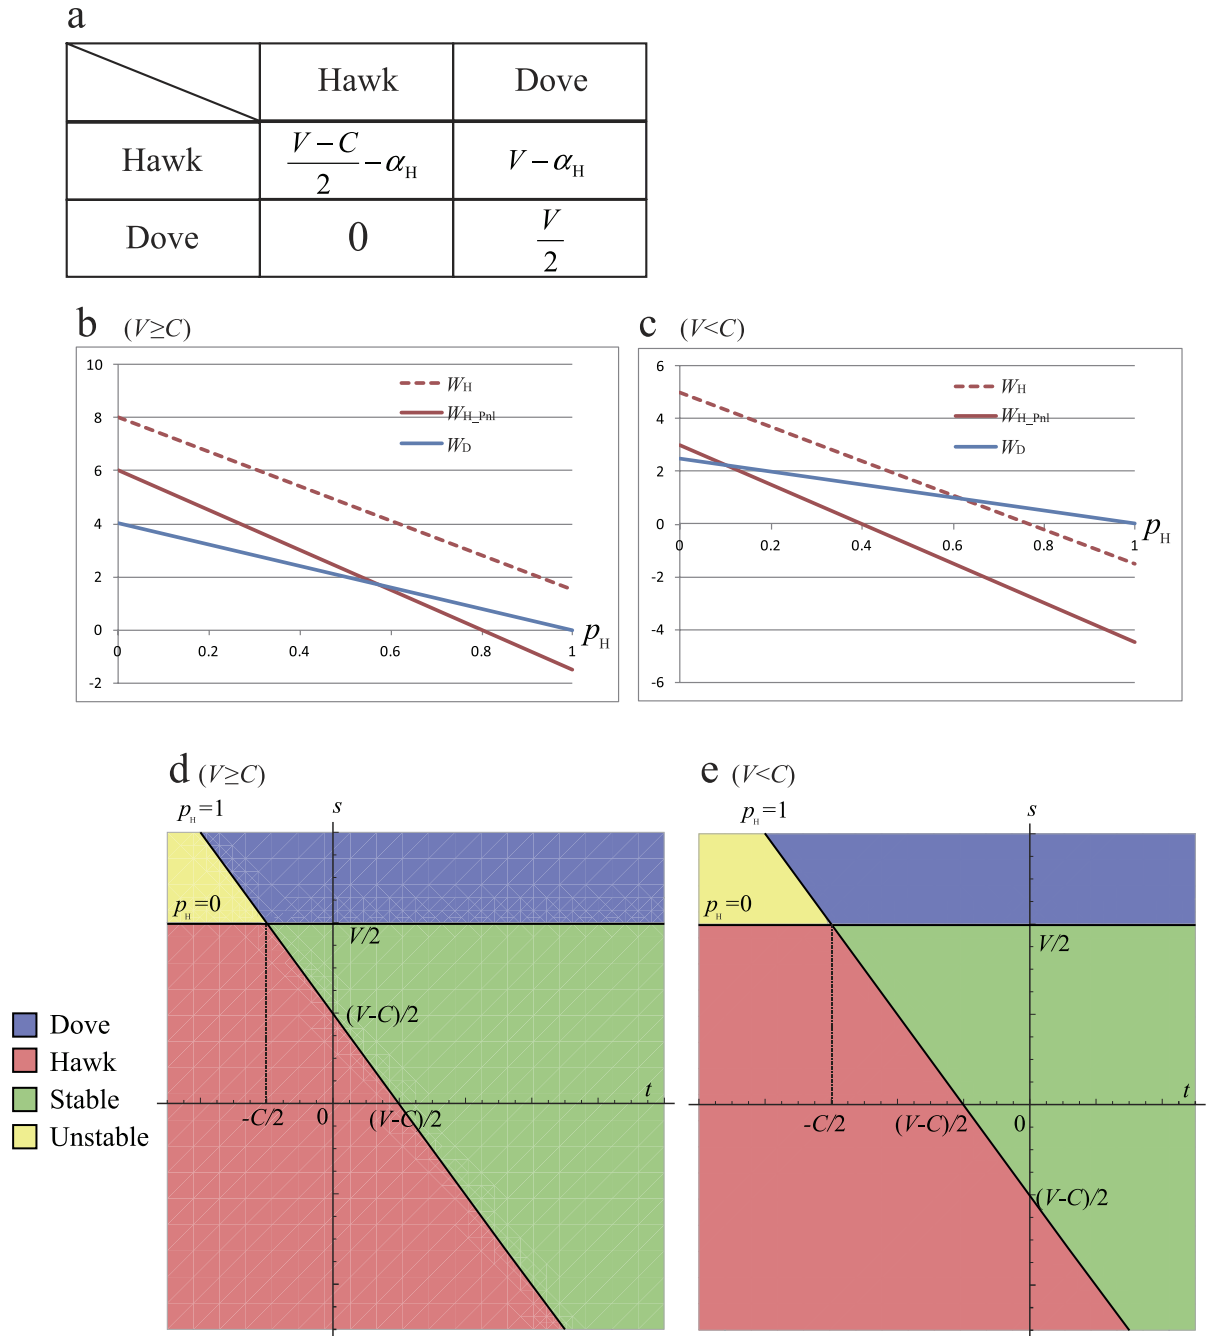 a
Hawk Dove
Hawk (V − C)/2 − α_H V − α_H
Dove 0 V/2
b (V≥C)
10
8
6
4
2
0
-2
0 0.2 0.4 0.6 0.8 1
p_H
W_H
W_H_Pnl
W_D
c (V<C)
6
4
2
0
-2
-4
-6
0 0.2 0.4 0.6 0.8 1
p_H
W_H
W_H_Pnl
W_D
d (V≥C)
p_H=1
s
p_H=0
V/2
(V-C)/2
t
-C/2 0 (V-C)/2
e (V<C)
p_H=1
s
p_H=0
V/2
t
-C/2 (V-C)/2 0
(V-C)/2
Dove
Hawk
Stable
Unstable